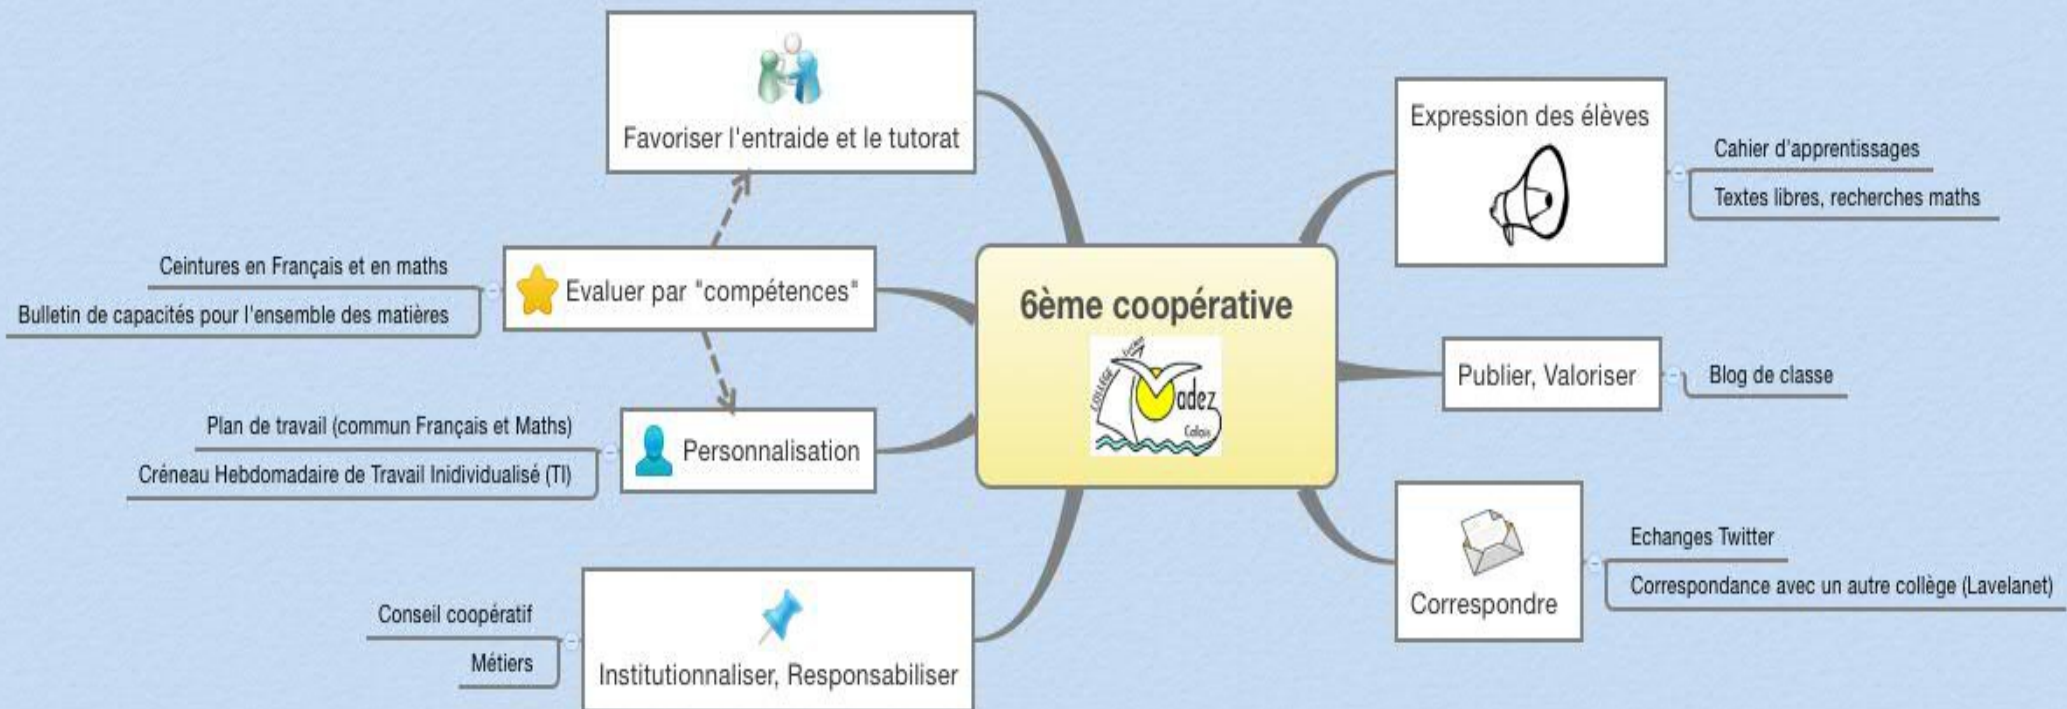 Favoriser l'entraide et le tutorat
Ceintures en Français et en maths
Bulletin de capacités pour l'ensemble des matières
Evaluer par "compétences"
Plan de travail (commun Français et Maths)
Créneau Hebdomadaire de Travail Inidividualisé (TI)
Personnalisation
Conseil coopératif
Métiers
Institutionnaliser, Responsabiliser
6ème coopérative
COLLÈGE
adez
Calais
Expression des élèves
Cahier d'apprentissages
Textes libres, recherches maths
Publier, Valoriser
Blog de classe
Correspondre
Echanges Twitter
Correspondance avec un autre collège (Lavelanet)